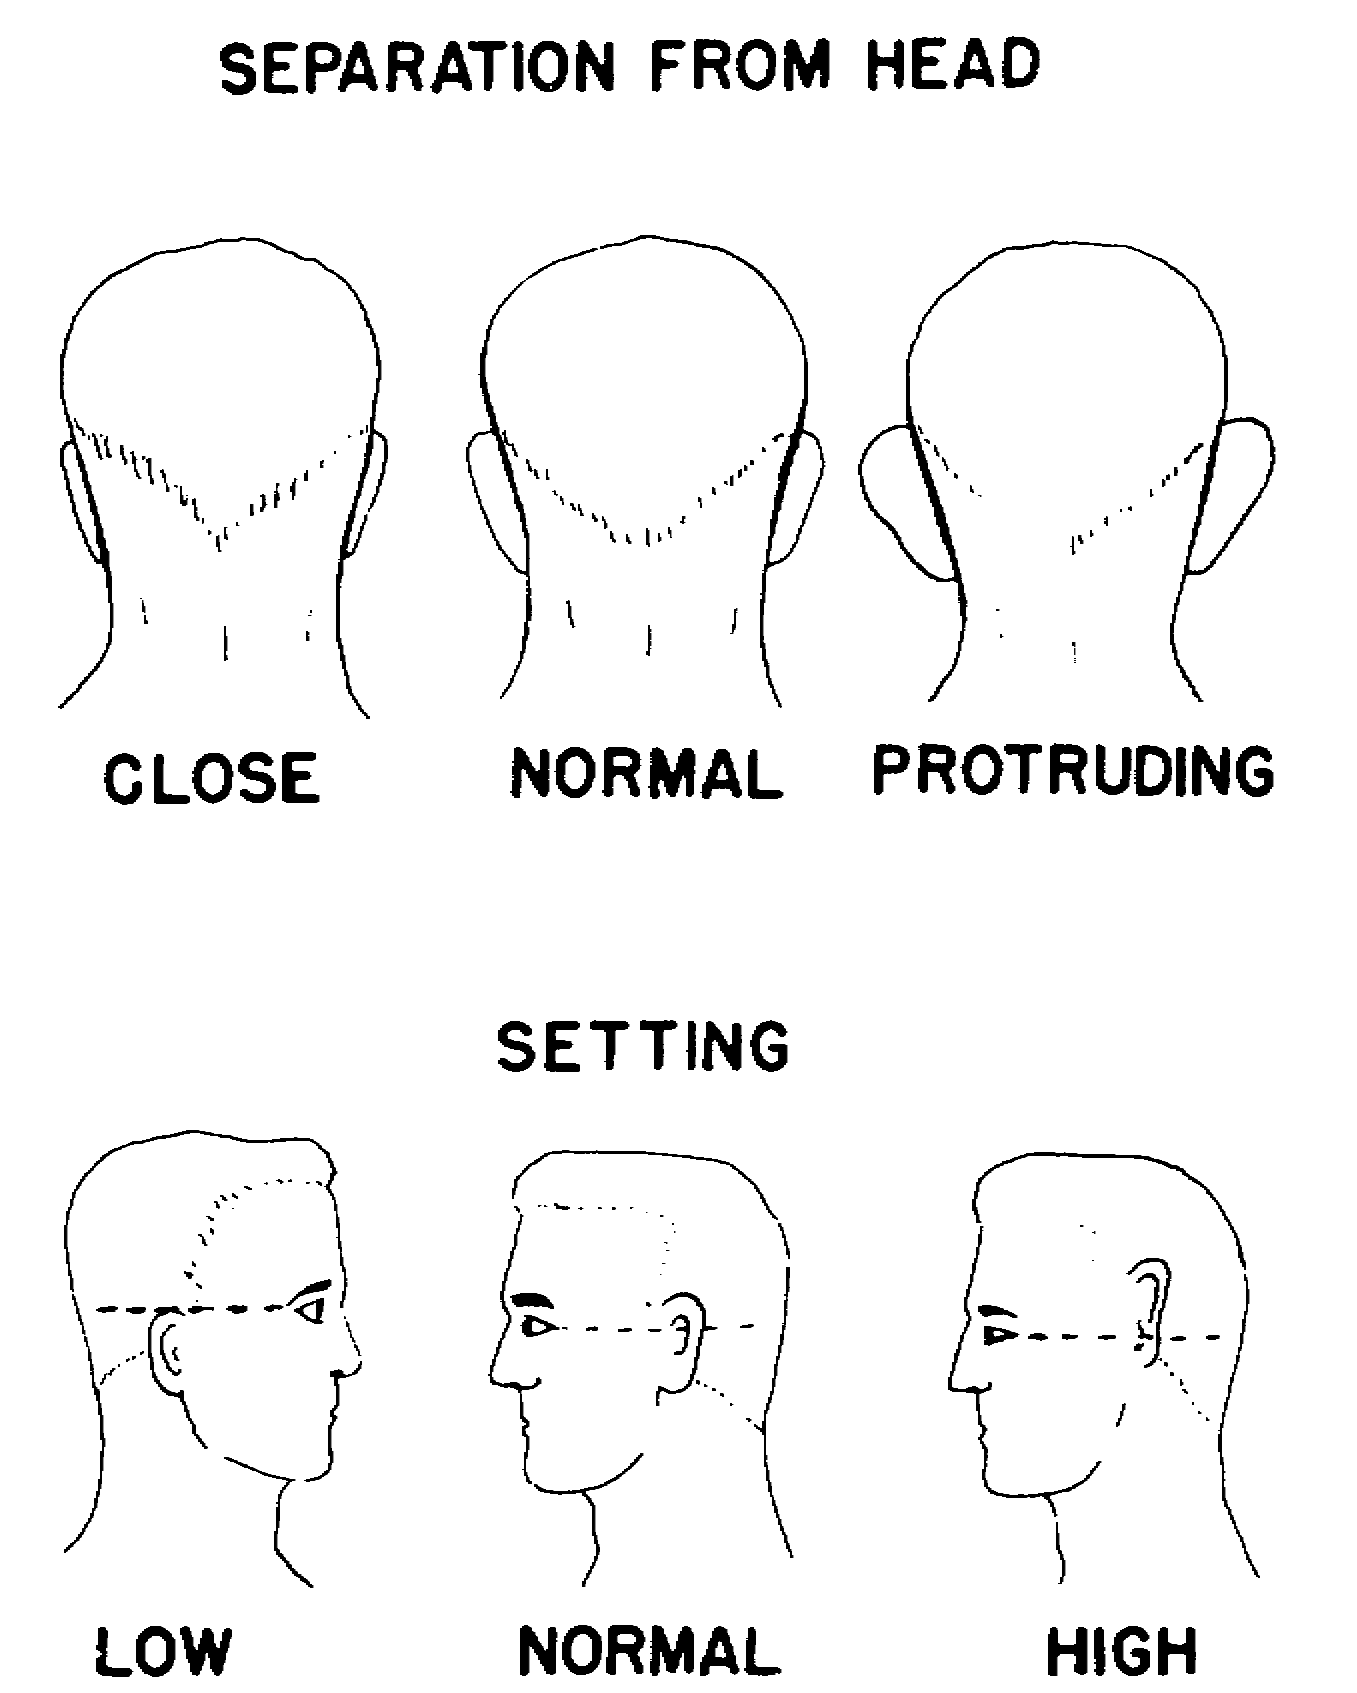 SEPARATION FROM HEAD
CLOSE NORMAL PROTRUDING
SETTING
LOW NORMAL HIGH